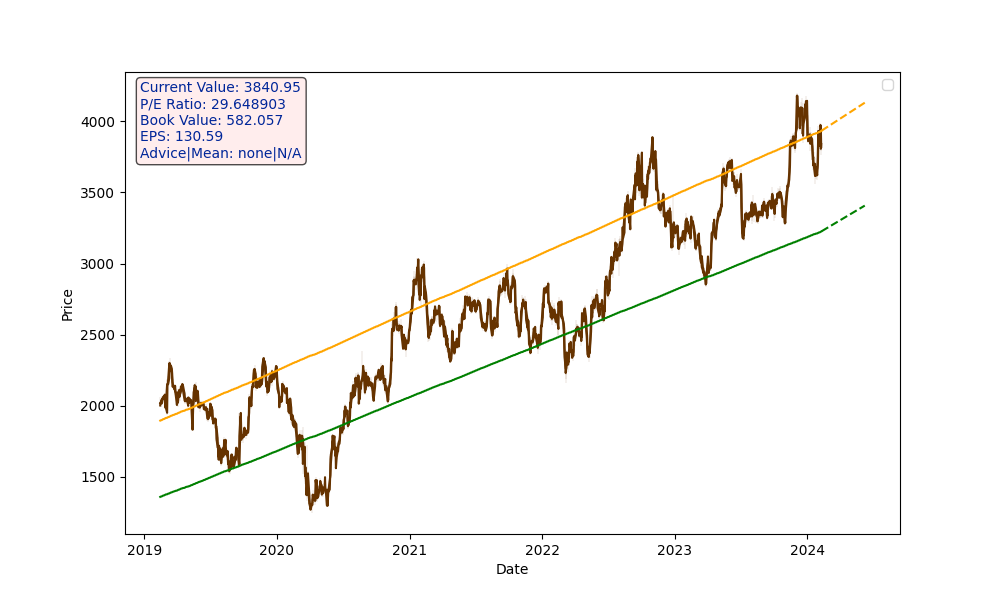 Current Value: 3840.95
P/E Ratio: 29.648903
Book Value: 582.057
EPS: 130.59
Advice|Mean: none|N/A
4000
3500
3000
2500
2000
1500
Price
2019 2020 2021 2022 2023 2024
Date